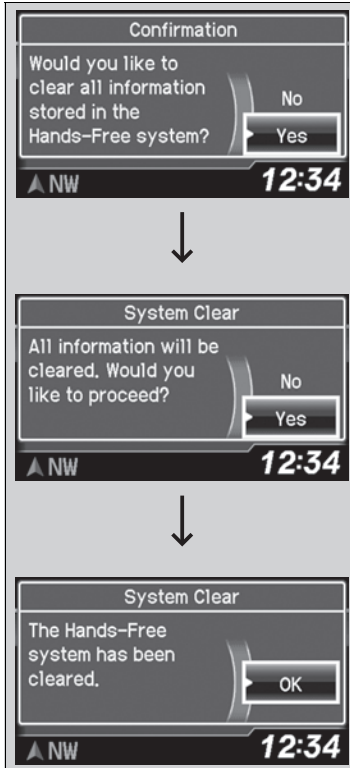 Confirmation
Would you like to
clear all information
stored in the
Hands-Free system?
No
Yes
NW
12:34
System Clear
All information will be
cleared. Would you
like to proceed?
No
Yes
NW
12:34
System Clear
The Hands-Free
system has been
cleared.
OK
NW
12:34